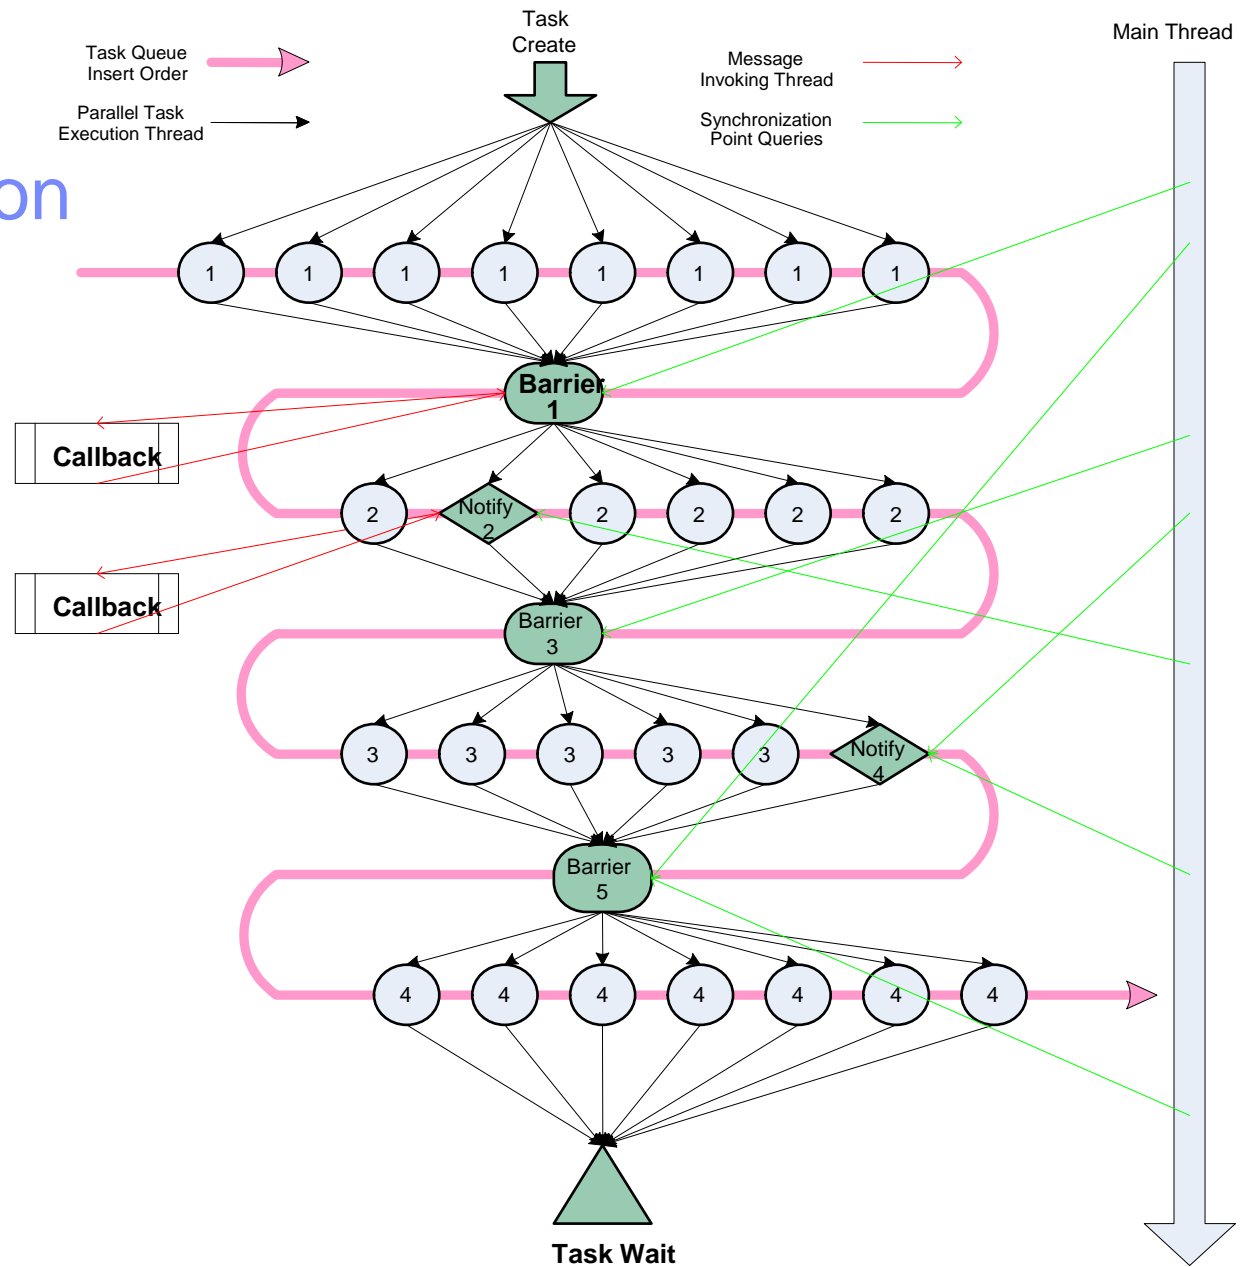 Task
Create
Main Thread
Task Queue
Insert Order
Message
Invoking Thread
Parallel Task
Execution Thread
Synchronization
Point Queries
on
1 1 1 1 1 1 1 1
Barrier
1
Callback
2 Notify 2 2 2 2
2
Callback
Barrier
3
3 3 3 3 3 Notify
4
Barrier
5
4 4 4 4 4 4 4
Task Wait